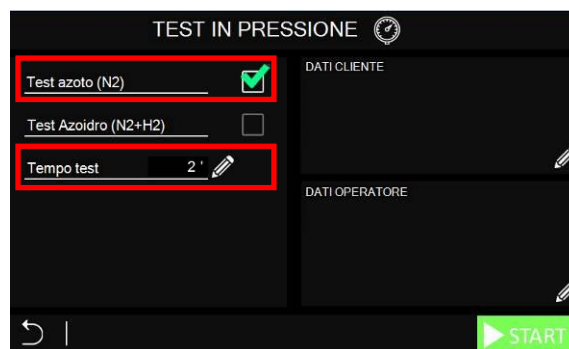 TEST IN PRESSIONE
Test azoto (N2)
Test Azoidro (N2+H2)
Tempo test 2 '
DATI CLIENTE
DATI OPERATORE
START